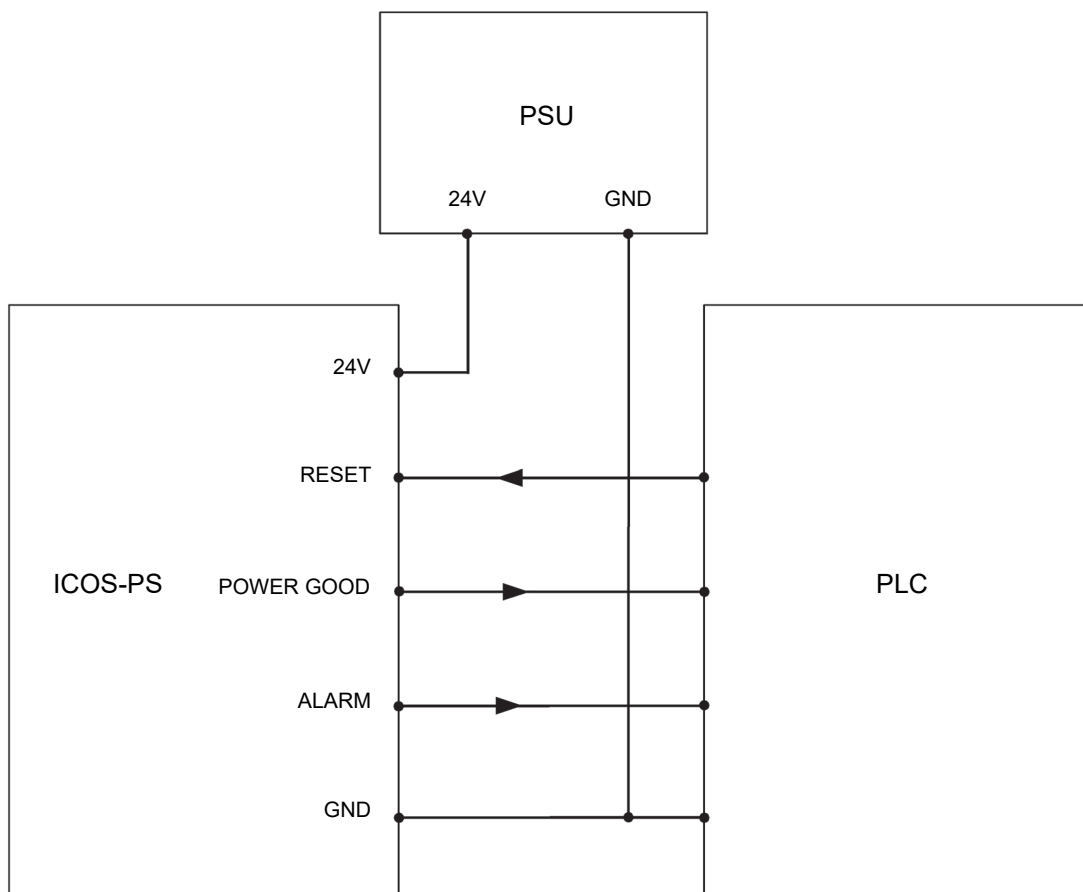 PSU
24V GND
24V
RESET
ICOS-PS POWER GOOD PLC
ALARM
GND